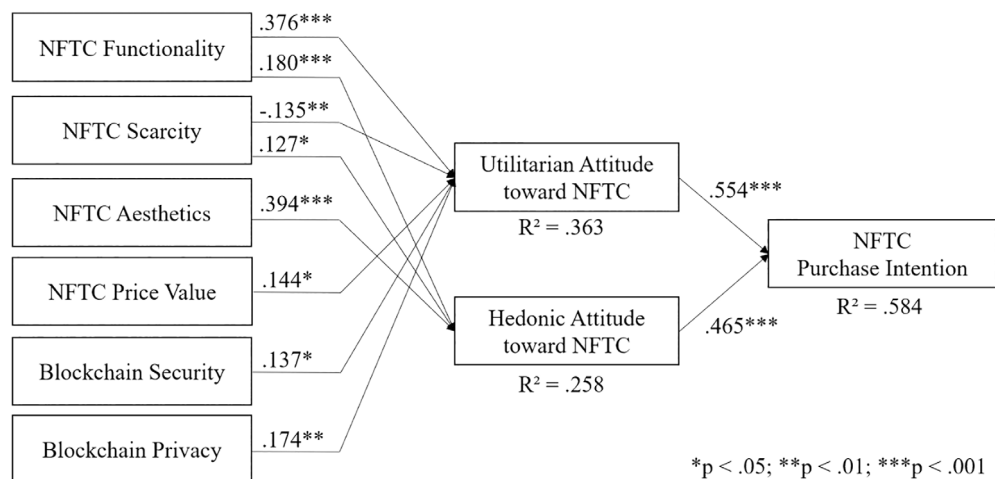 NFTC Functionality
.376***
.180***
NFTC Scarcity
-.135**
.127*
NFTC Aesthetics
.394***
NFTC Price Value
.144*
Blockchain Security
.137*
Blockchain Privacy
.174**
Utilitarian Attitude
toward NFTC
R² = .363
Hedonic Attitude
toward NFTC
R² = .258
.554***
.465***
NFTC
Purchase Intention
R² = .584
*p < .05; **p < .01; ***p < .001